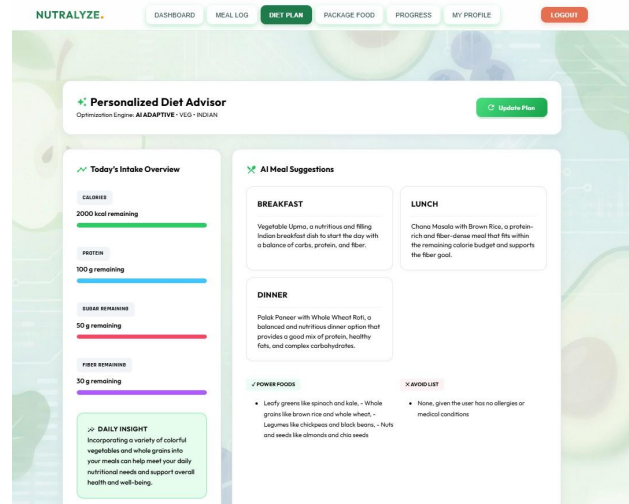 NUTRALYZE.
DASHBOARD
MEAL LOG
DIET PLAN
PACKAGE FOOD
PROGRESS
MY PROFILE
LOGOUT
Personalized Diet Advisor
Optimization Engine: AI ADAPTIVE • VEG • INDIAN
Update Plan
Today's Intake Overview
CALORIES
2000 kcal remaining
PROTEIN
100 g remaining
SUGAR REMAINING
50 g remaining
FIBER REMAINING
30 g remaining
DAILY INSIGHT
Incorporating a variety of colorful
vegetables and whole grains into
your meals can help meet your daily
nutritional needs and support overall
health and well-being.
AI Meal Suggestions
BREAKFAST
Vegetable Upma, a nutritious and filling
Indian breakfast dish to start the day with
a balance of carbs, protein, and fiber.
LUNCH
Chana Masala with Brown Rice, a protein-
rich and fiber-dense meal that fits within
the remaining calorie budget and supports
the fiber goal.
DINNER
Palak Paneer with Whole Wheat Roti, a
balanced and nutritious dinner option that
provides a good mix of protein, healthy
fats, and complex carbohydrates.
✓ POWER FOODS
• Leafy greens like spinach and kale, - Whole
grains like brown rice and whole wheat, -
Legumes like chickpeas and black beans, - Nuts
and seeds like almonds and chia seeds
✕ AVOID LIST
• None, given the user has no allergies or
medical conditions